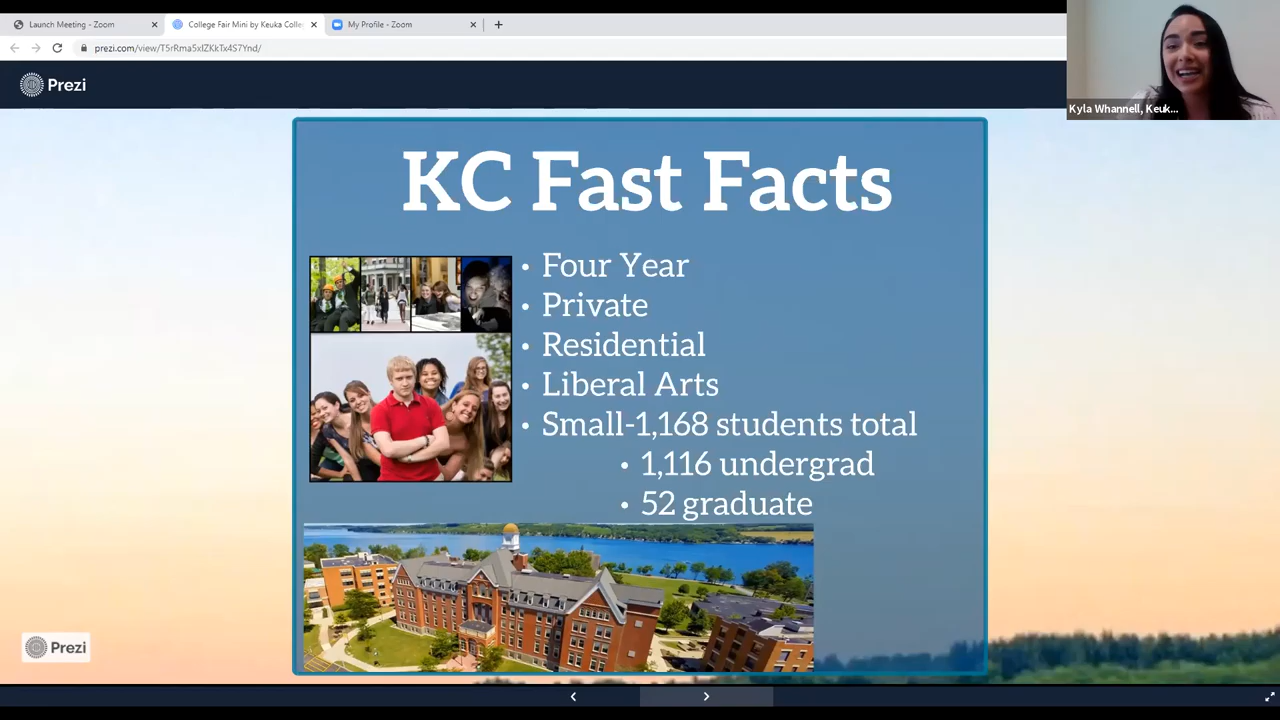 Launch Meeting - Zoom
College Fair Mini by Keuka Colle
My Profile - Zoom
prezi.com/view/
Prezi
Kyla Whannell, Keuk...
KC Fast Facts
• Four Year
• Private
• Residential
• Liberal Arts
• Small-1,168 students total
• 1,116 undergrad
• 52 graduate
Prezi